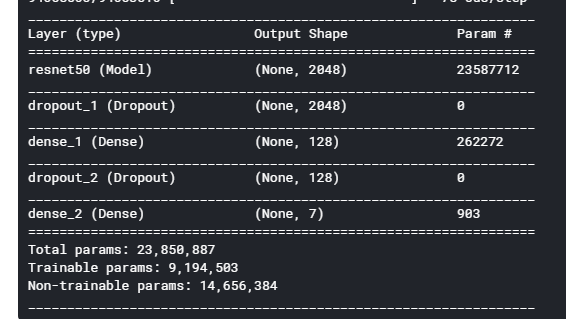 Layer (type) Output Shape Param #
=================================================================
resnet50 (Model) (None, 2048) 23587712
_________________________________________________________________
dropout_1 (Dropout) (None, 2048) 0
_________________________________________________________________
dense_1 (Dense) (None, 128) 262272
_________________________________________________________________
dropout_2 (Dropout) (None, 128) 0
_________________________________________________________________
dense_2 (Dense) (None, 7) 903
=================================================================
Total params: 23,850,887
Trainable params: 9,194,503
Non-trainable params: 14,656,384
_________________________________________________________________